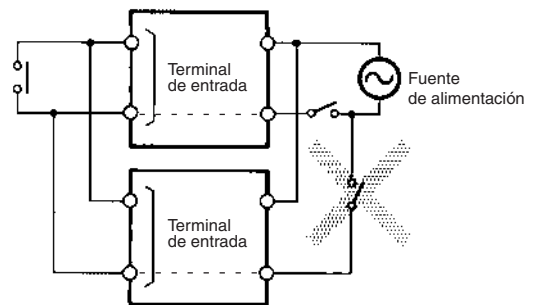 Terminal
de entrada
Fuente
de alimentación
Terminal
de entrada